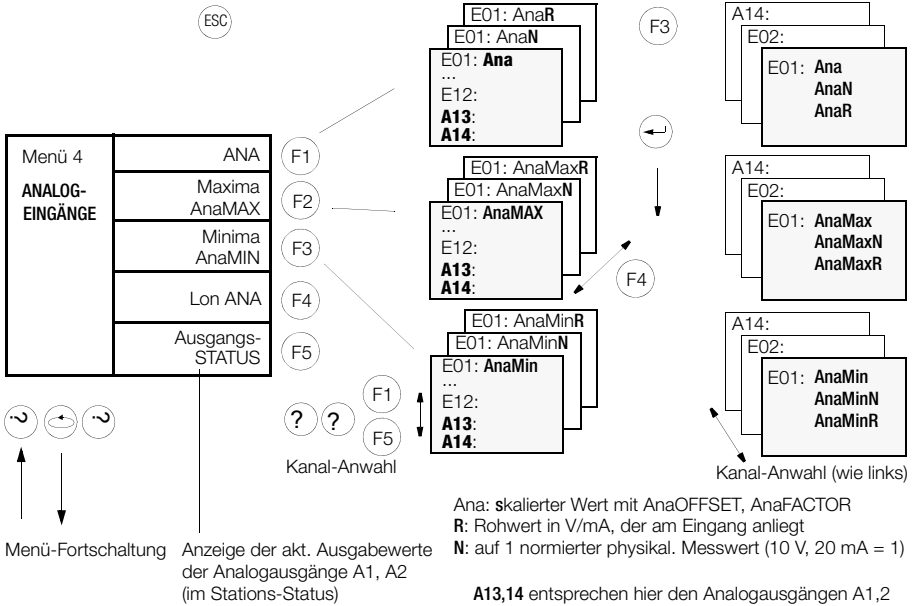 ESC
Menü 4
ANALOG-
EINGÄNGE
ANA
F1
Maxima
AnaMAX
F2
Minima
AnaMIN
F3
Lon ANA
F4
Ausgangs-
STATUS
F5
?
?
Menü-Fortschaltung
Anzeige der akt. Ausgabewerte
der Analogausgänge A1, A2
(im Stations-Status)
? ?
F1
F5
Kanal-Anwahl
E01: AnaR
E01: AnaN
E01: Ana
...
E12:
A13:
A14:
E01: AnaMaxR
E01: AnaMaxN
E01: AnaMAX
...
E12:
A13:
A14:
E01: AnaMinR
E01: AnaMinN
E01: AnaMin
...
E12:
A13:
A14:
F3
F4
A14:
E02:
E01: Ana
AnaN
AnaR
A14:
E02:
E01: AnaMax
AnaMaxN
AnaMaxR
A14:
E02:
E01: AnaMin
AnaMinN
AnaMinR
Kanal-Anwahl (wie links)
Ana: skalierter Wert mit AnaOFFSET, AnaFACTOR
R: Rohwert in V/mA, der am Eingang anliegt
N: auf 1 normierter physikal. Messwert (10 V, 20 mA = 1)
A13,14 entsprechen hier den Analogausgängen A1,2